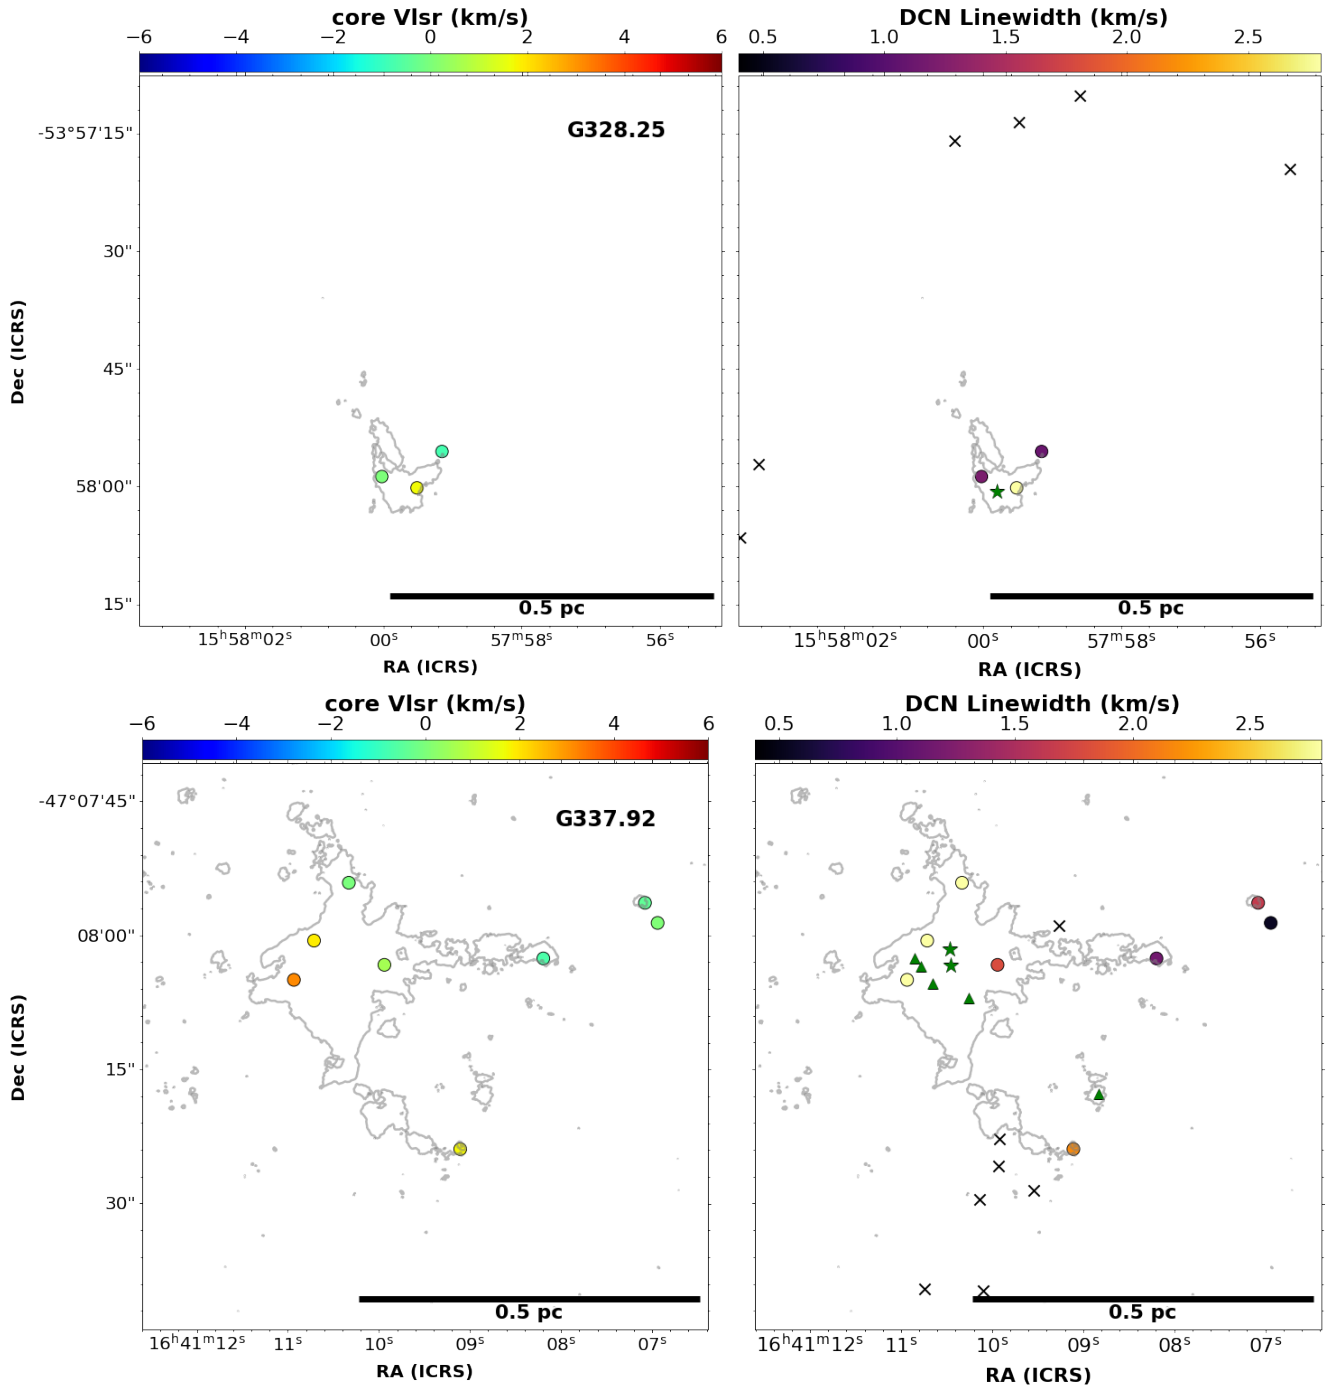 core Vlsr (km/s)
−6 −4 −2 0 2 4 6
DCN Linewidth (km/s)
0.5 1.0 1.5 2.0 2.5
G328.25
-53°57'15"
30"
45"
58'00"
15"
Dec (ICRS)
0.5 pc
0.5 pc
15ʰ58ᵐ02ˢ 00ˢ 57ᵐ58ˢ 56ˢ
RA (ICRS)
15ʰ58ᵐ02ˢ 00ˢ 57ᵐ58ˢ 56ˢ
RA (ICRS)
core Vlsr (km/s)
−6 −4 −2 0 2 4 6
DCN Linewidth (km/s)
0.5 1.0 1.5 2.0 2.5
G337.92
-47°07'45"
08'00"
15"
30"
Dec (ICRS)
0.5 pc
0.5 pc
16ʰ41ᵐ12ˢ 11ˢ 10ˢ 09ˢ 08ˢ 07ˢ
RA (ICRS)
16ʰ41ᵐ12ˢ 11ˢ 10ˢ 09ˢ 08ˢ 07ˢ
RA (ICRS)